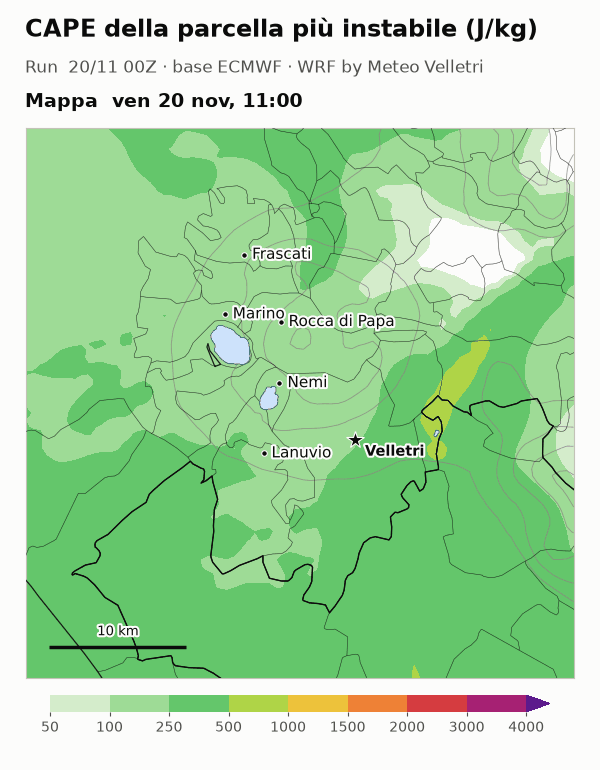 CAPE della parcella più instabile (J/kg)
Run  20/11 00Z · base ECMWF · WRF by Meteo Velletri
Mappa  ven 20 nov, 11:00
Frascati
Marino
Rocca di Papa
Nemi
Velletri
Lanuvio
10 km
50 100 250 500 1000 1500 2000 3000 4000